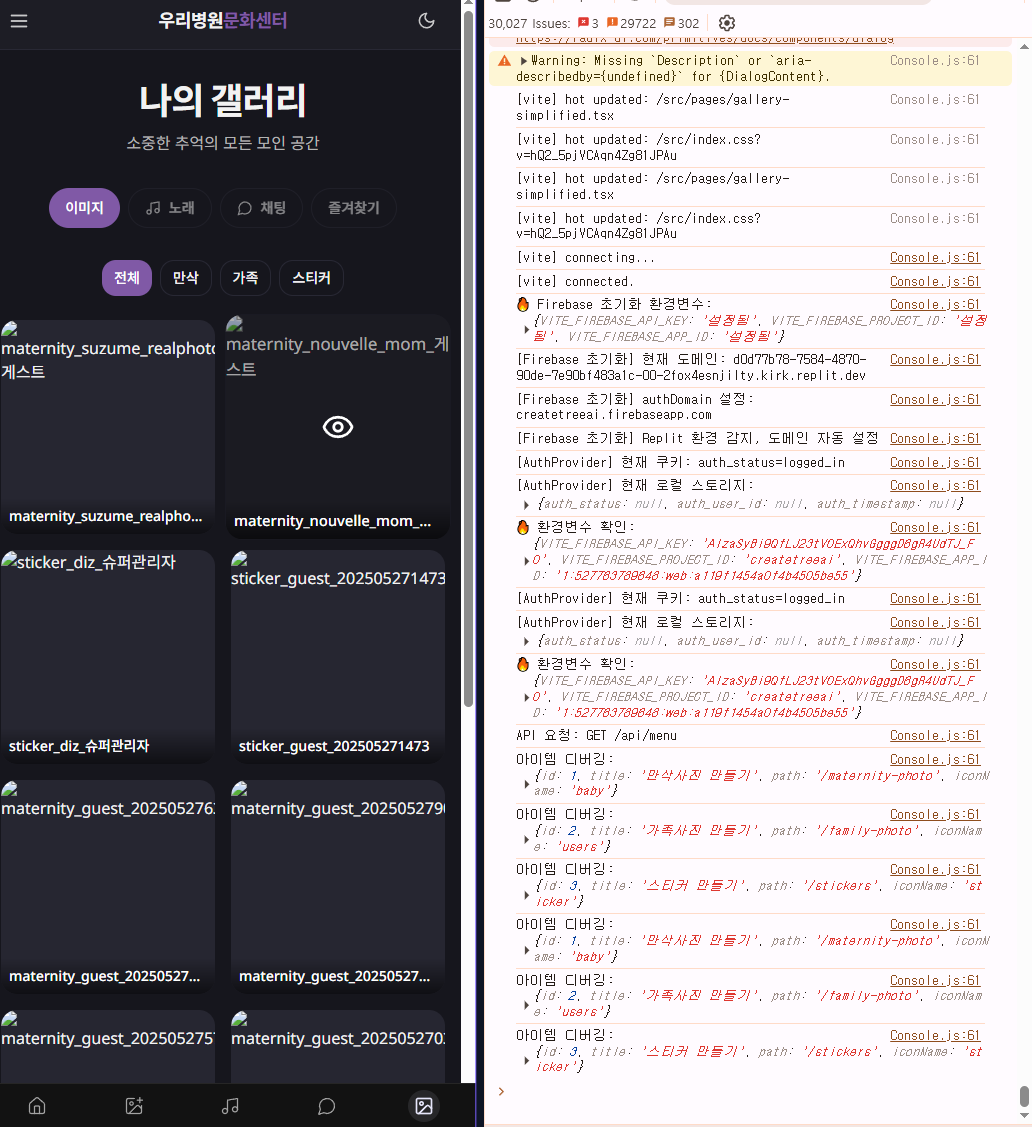 우리병원문화센터
나의 갤러리
소중한 추억의 모든 모인 공간
이미지
노래
채팅
즐겨찾기
전체
만삭
가족
스티커
maternity_suzume_realphoto
게스트
maternity_suzume_realpho...
maternity_nouvelle_mom_게
스트
maternity_nouvelle_mom_...
sticker_diz_슈퍼관리자
sticker_diz_슈퍼관리자
sticker_guest_202505271473
sticker_guest_202505271473
maternity_guest_2025052762
maternity_guest_20250527...
maternity_guest_2025052790
maternity_guest_20250527...
maternity_guest_2025052757
maternity_guest_2025052702
30,027 Issues: 3 29722 302
https://radix-ui.com/primitives/docs/components/dialog
Warning: Missing `Description` or `aria- Console.js:61
describedby={undefined}` for {DialogContent}.
[vite] hot updated: /src/pages/gallery- Console.js:61
simplified.tsx
[vite] hot updated: /src/index.css? Console.js:61
v=hQ2_5pjVCAqn4Zg81JPAu
[vite] hot updated: /src/pages/gallery- Console.js:61
simplified.tsx
[vite] hot updated: /src/index.css? Console.js:61
v=hQ2_5pjVCAqn4Zg81JPAu
[vite] connecting... Console.js:61
[vite] connected. Console.js:61
🔥 Firebase 초기화 환경변수: Console.js:61
{VITE_FIREBASE_API_KEY: '설정됨', VITE_FIREBASE_PROJECT_ID: '설정
됨', VITE_FIREBASE_APP_ID: '설정됨'}
[Firebase 초기화] 현재 도메인: d0d77b78-7584-4870- Console.js:61
90de-7e90bf483a1c-00-2fox4esnjilty.kirk.replit.dev
[Firebase 초기화] authDomain 설정: Console.js:61
createtreeai.firebaseapp.com
[Firebase 초기화] Replit 환경 감지, 도메인 자동 설정 Console.js:61
[AuthProvider] 현재 쿠키: auth_status=logged_in Console.js:61
[AuthProvider] 현재 로컬 스토리지: Console.js:61
{auth_status: null, auth_user_id: null, auth_timestamp: null}
🔥 환경변수 확인: Console.js:61
{VITE_FIREBASE_API_KEY: VITE_FIREBASE_PROJECT_ID: 'createtreeai', VITE_FIREBASE_APP_I
D: '1:527763789648:web:a119f1454a0f4b4505be55'}
[AuthProvider] 현재 쿠키: auth_status=logged_in Console.js:61
[AuthProvider] 현재 로컬 스토리지: Console.js:61
{auth_status: null, auth_user_id: null, auth_timestamp: null}
🔥 환경변수 확인: Console.js:61
{VITE_FIREBASE_API_KEY: VITE_FIREBASE_PROJECT_ID: 'createtreeai', VITE_FIREBASE_APP_I
D: '1:527763789648:web:a119f1454a0f4b4505be55'}
API 요청: GET /api/menu Console.js:61
아이템 디버깅: Console.js:61
{id: 1, title: '만삭사진 만들기', path: '/maternity-photo', iconN
ame: 'baby'}
아이템 디버깅: Console.js:61
{id: 2, title: '가족사진 만들기', path: '/family-photo', iconNam
e: 'users'}
아이템 디버깅: Console.js:61
{id: 3, title: '스티커 만들기', path: '/stickers', iconName: 'st
icker'}
아이템 디버깅: Console.js:61
{id: 1, title: '만삭사진 만들기', path: '/maternity-photo', iconN
ame: 'baby'}
아이템 디버깅: Console.js:61
{id: 2, title: '가족사진 만들기', path: '/family-photo', iconNam
e: 'users'}
아이템 디버깅: Console.js:61
{id: 3, title: '스티커 만들기', path: '/stickers', iconName: 'st
icker'}